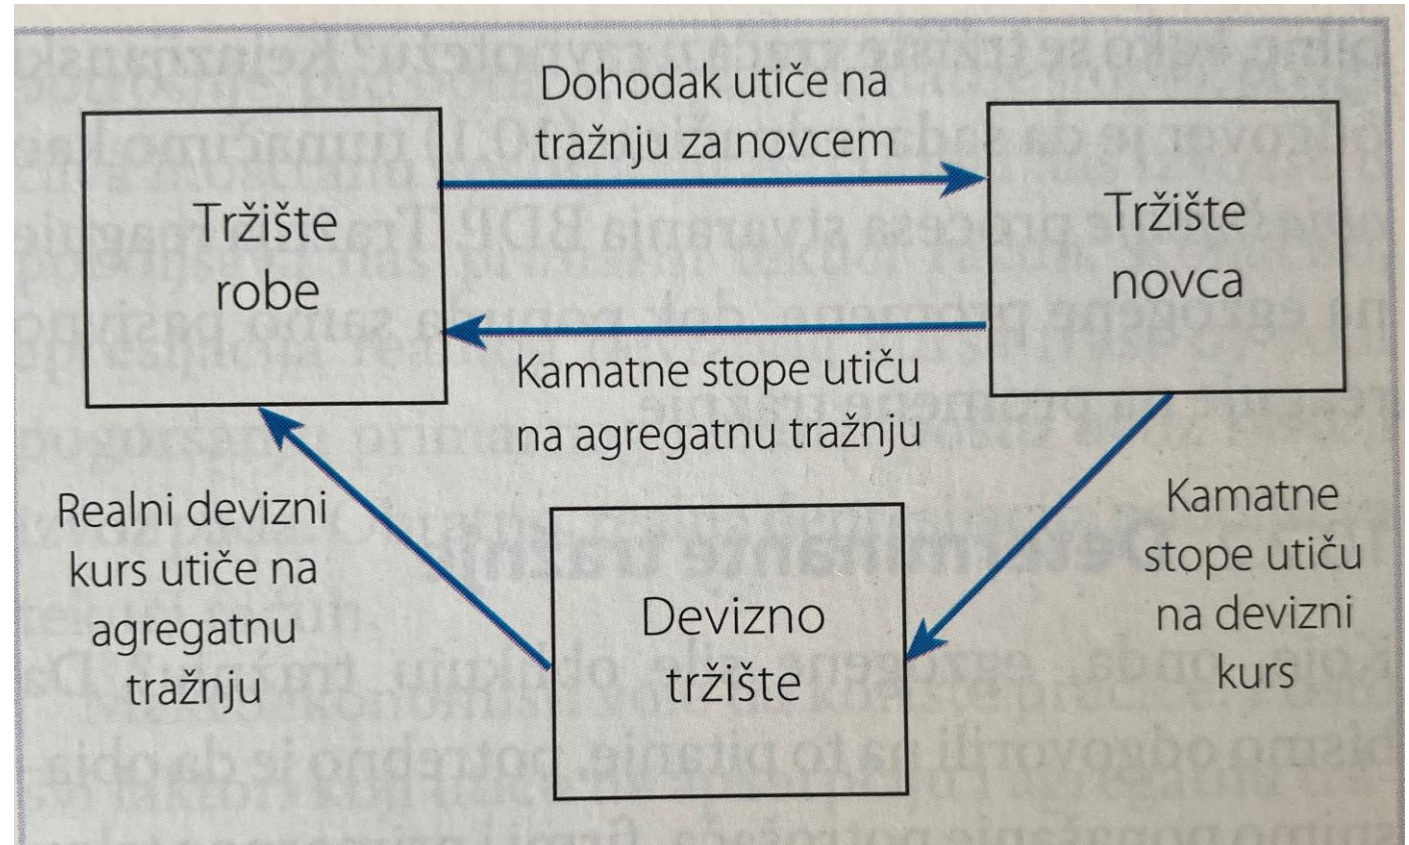 Dohodak utiče na
tražnju za novcem
Tržište
robe
Tržište
novca
Kamatne stope utiču
na agregatnu tražnju
Realni devizni
kurs utiče na
agregatnu
tražnju
Devizno
tržište
Kamatne
stope utiču
na devizni
kurs